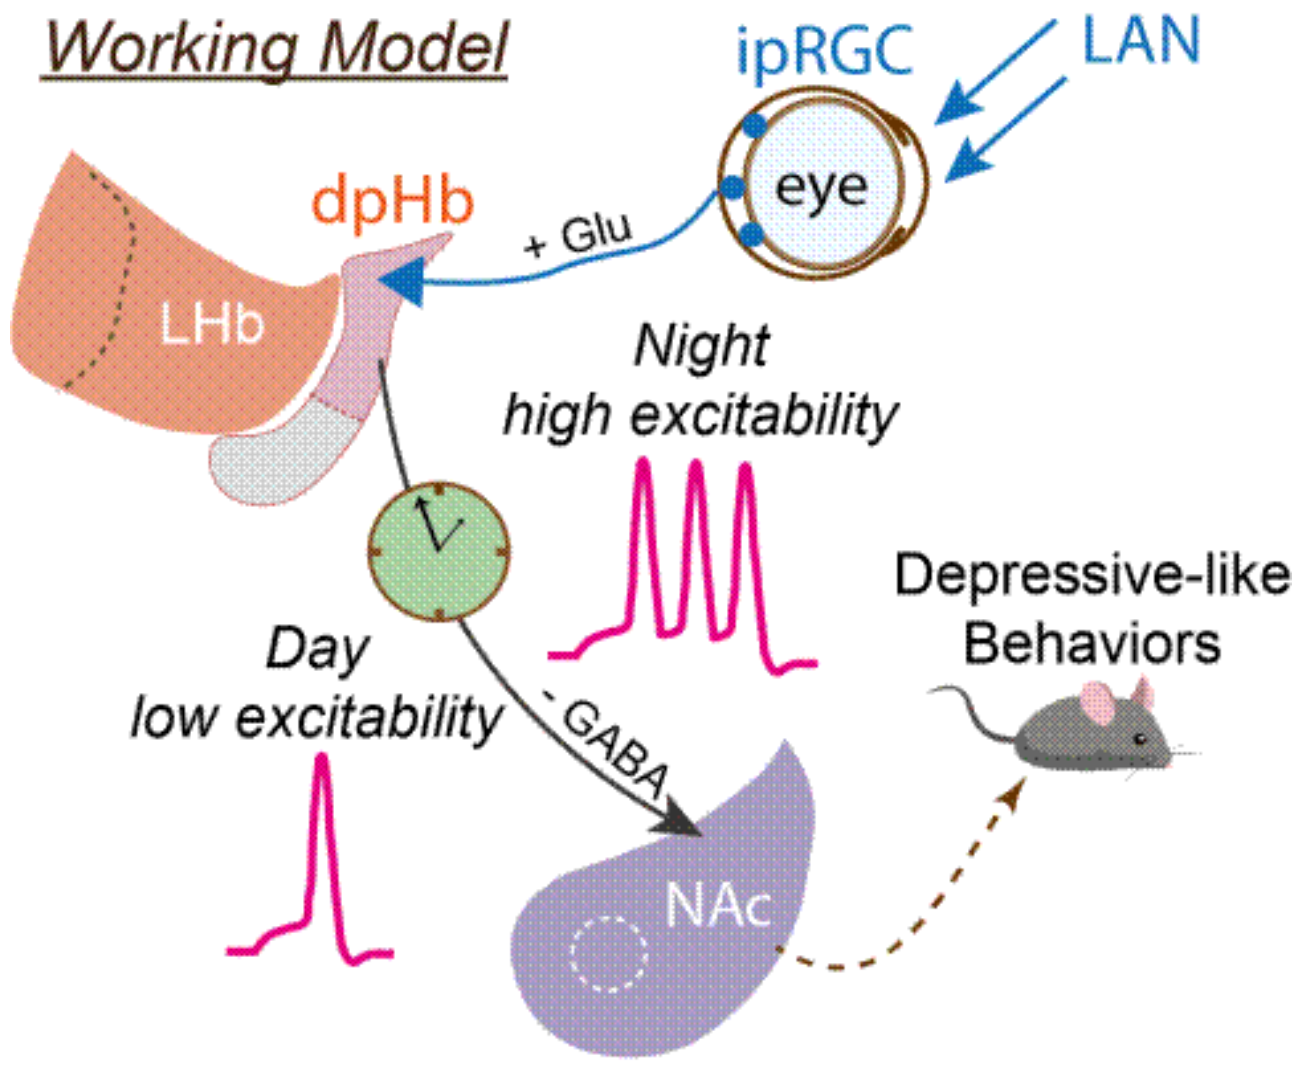 Working Model
ipRGC
LAN
dpHb
eye
+ Glu
LHb
Night
high excitability
Depressive-like
Behaviors
Day
low excitability
- GABA
NAc